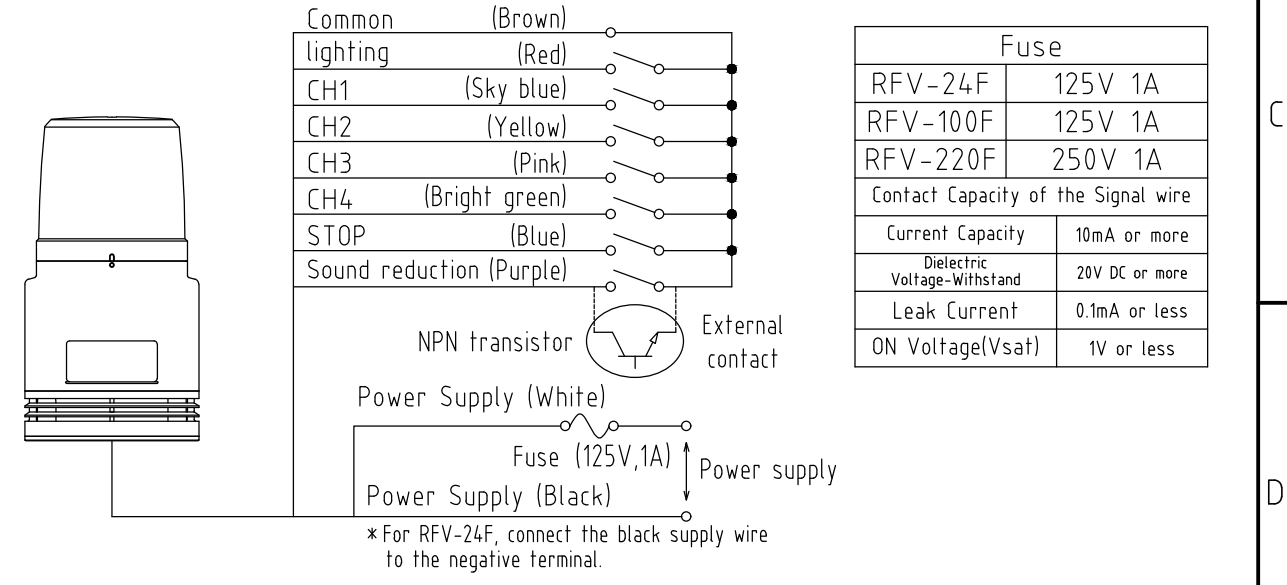 Common (Brown)
lighting (Red)
CH1 (Sky blue)
CH2 (Yellow)
CH3 (Pink)
CH4 (Bright green)
STOP (Blue)
Sound reduction (Purple)
NPN transistor
External
contact
Power Supply (White)
Fuse (125V,1A)
Power supply
Power Supply (Black)
* For RFV-24F, connect the black supply wire
to the negative terminal.
Fuse
RFV-24F 125V 1A
RFV-100F 125V 1A
RFV-220F 250V 1A
Contact Capacity of the Signal wire
Current Capacity 10mA or more
Dielectric
Voltage-Withstand 20V DC or more
Leak Current 0.1mA or less
ON Voltage(Vsat) 1V or less
C
D